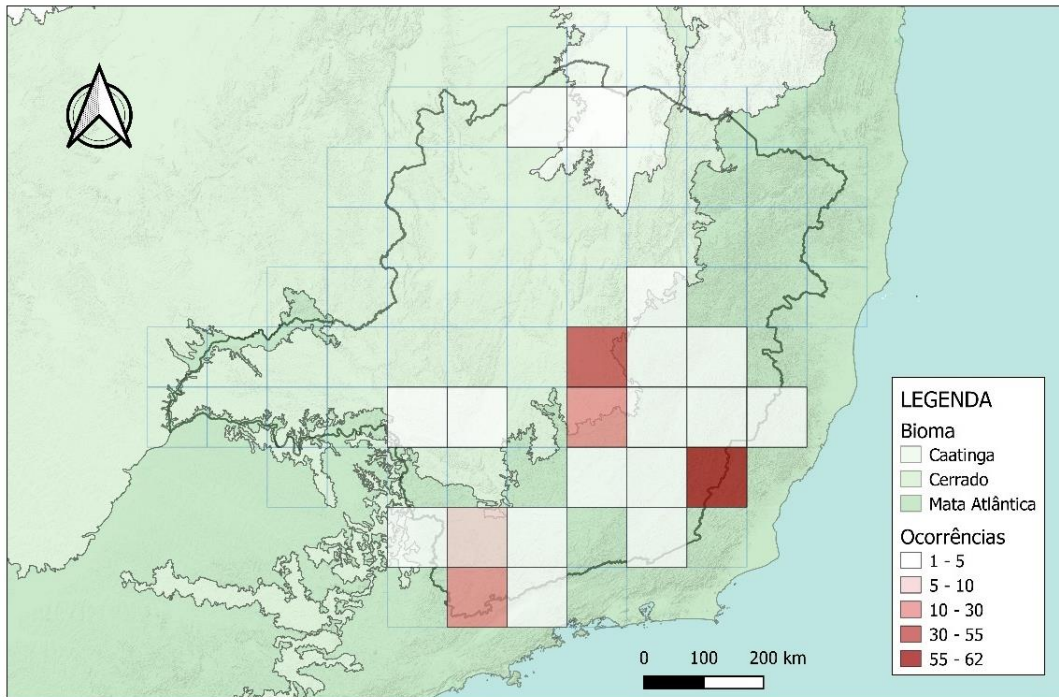 LEGENDA
Bioma
Caatinga
Cerrado
Mata Atlântica
Ocorrências
1 - 5
5 - 10
10 - 30
30 - 55
55 - 62
0 100 200 km